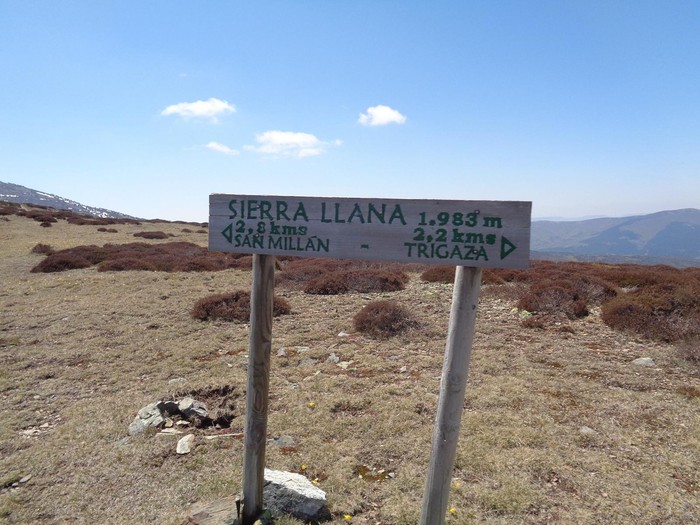 SIERRA LLANA 1.983 m
◁ 2,8 kms 2,2 kms ▷
SAN MILLÁN - TRIGAZA